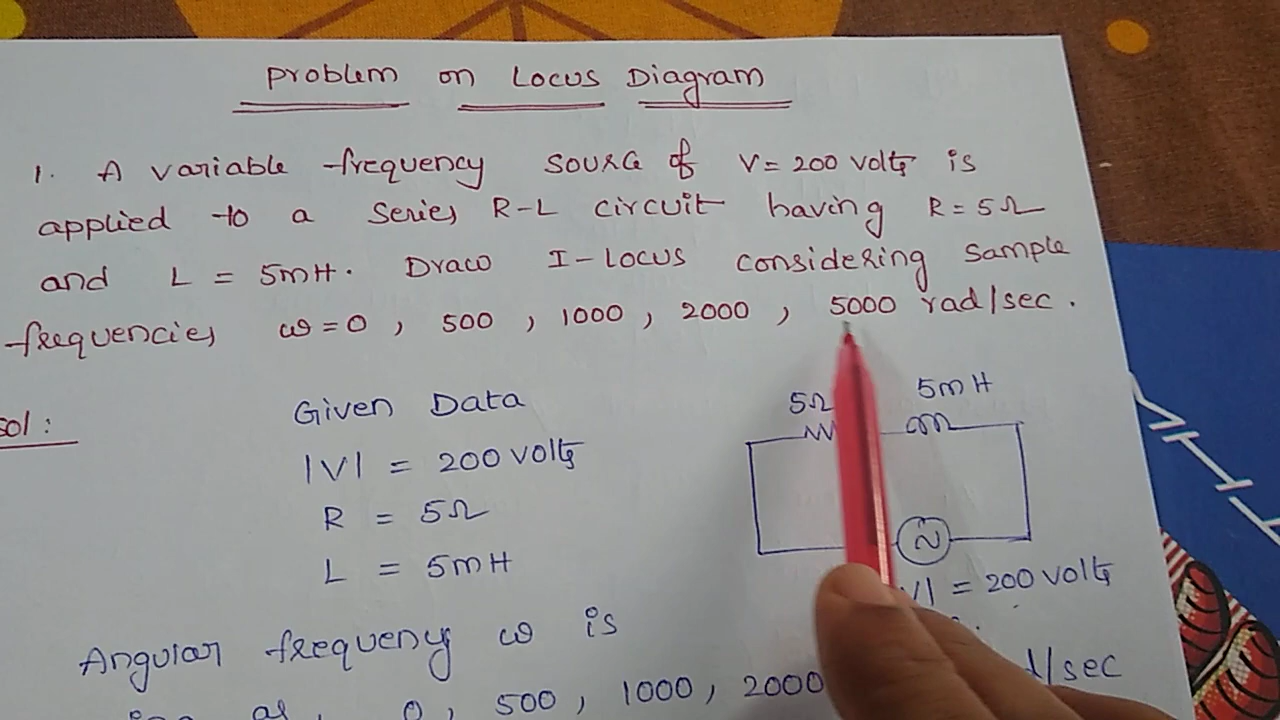 Problem on Locus Diagram
1. A variable frequency source of V = 200 volts is
applied to a series R-L circuit having R = 5Ω
and L = 5mH. Draw I-locus considering sample
frequencies ω = 0, 500, 1000, 2000, 5000 rad/sec.
sol:
Given Data
|V| = 200 volts
R = 5Ω
L = 5mH
5Ω
5mH
V| = 200 volts
Angular frequency ω is
as 0, 500, 1000, 2000 d/sec